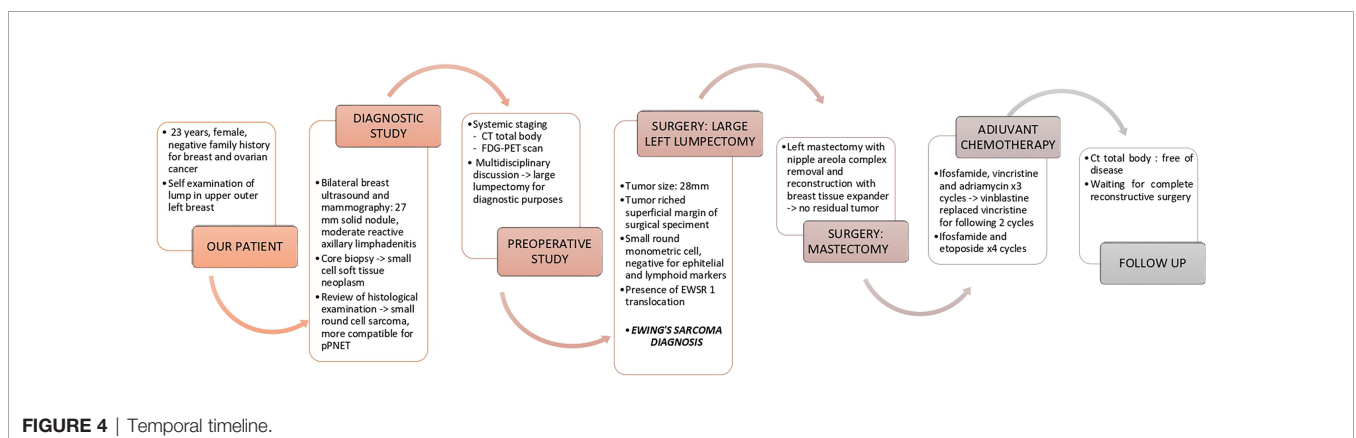 • 23 years, female,
negative family history
for breast and ovarian
cancer
• Self examination of
lump in upper outer
left breast
OUR PATIENT
DIAGNOSTIC
STUDY
• Bilateral breast
ultrasound and
mammography: 27
mm solid nodule,
moderate reactive
axillary limphadenitis
• Core biopsy -> small
cell soft tissue
neoplasm
• Review of histological
examination -> small
round cell sarcoma,
more compatible for
pPNET
• Systemic staging
- CT total body
- FDG-PET scan
• Multidisciplinary
discussion -> large
lumpectomy for
diagnostic purposes
PREOPERATIVE
STUDY
SURGERY: LARGE
LEFT LUMPECTOMY
• Tumor size: 28mm
• Tumor riched
superficial margin of
surgical speciment
• Small round
monometric cell,
negative for ephitelial
and lymphoid markers
• Presence of EWSR 1
translocation
• EWING'S SARCOMA
DIAGNOSIS
• Left mastectomy with
nipple areola complex
removal and
reconstruction with
breast tissue expander
-> no residual tumor
SURGERY:
MASTECTOMY
ADIUVANT
CHEMOTHERAPY
• Ifosfamide, vincristine
and adriamycin x3
cycles -> vinblastine
replaced vincristine for
following 2 cycles
• Ifosfamide and
etoposide x4 cycles
• Ct total body : free of
disease
• Waiting for complete
reconstructive surgery
FOLLOW UP
FIGURE 4 | Temporal timeline.